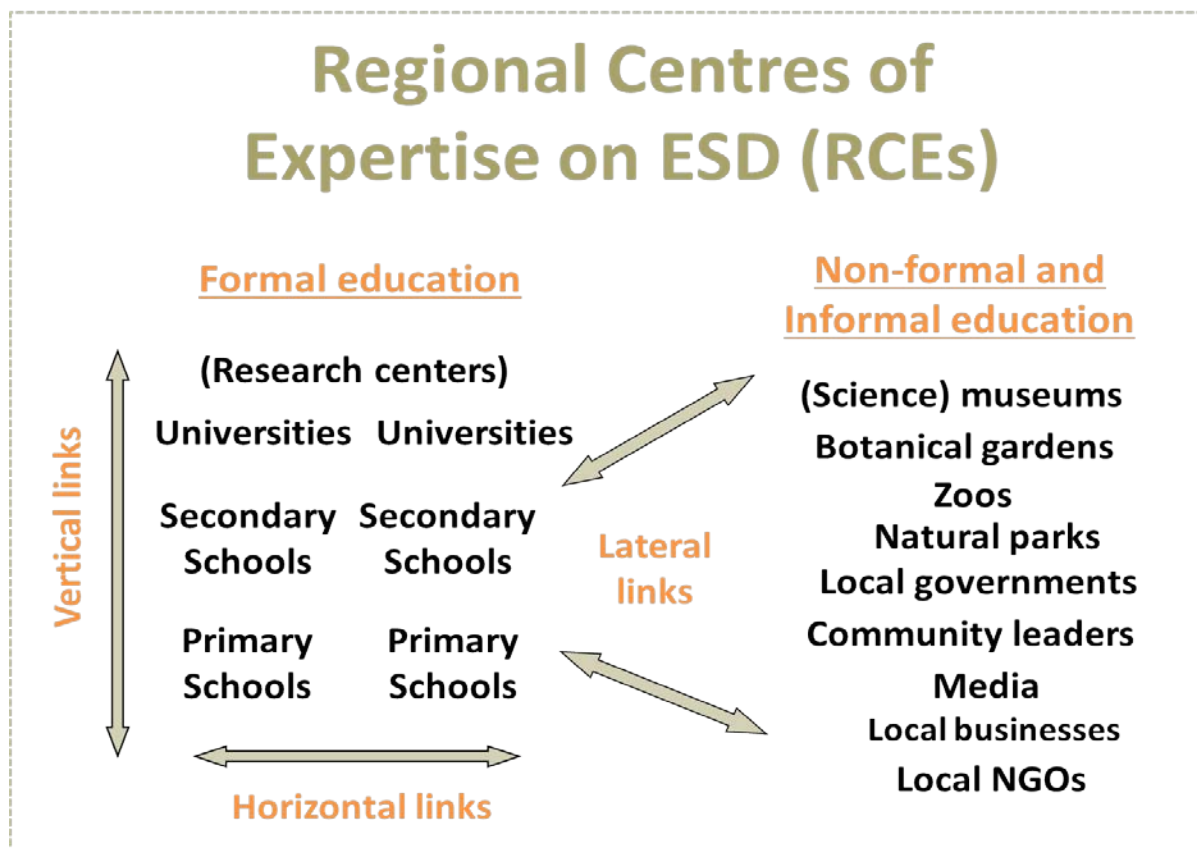 Regional Centres of
Expertise on ESD (RCEs)
Formal education
Vertical links
(Research centers)
Universities Universities
Secondary Secondary
Schools Schools
Primary Primary
Schools Schools
Horizontal links
Lateral
links
Non-formal and
Informal education
(Science) museums
Botanical gardens
Zoos
Natural parks
Local governments
Community leaders
Media
Local businesses
Local NGOs